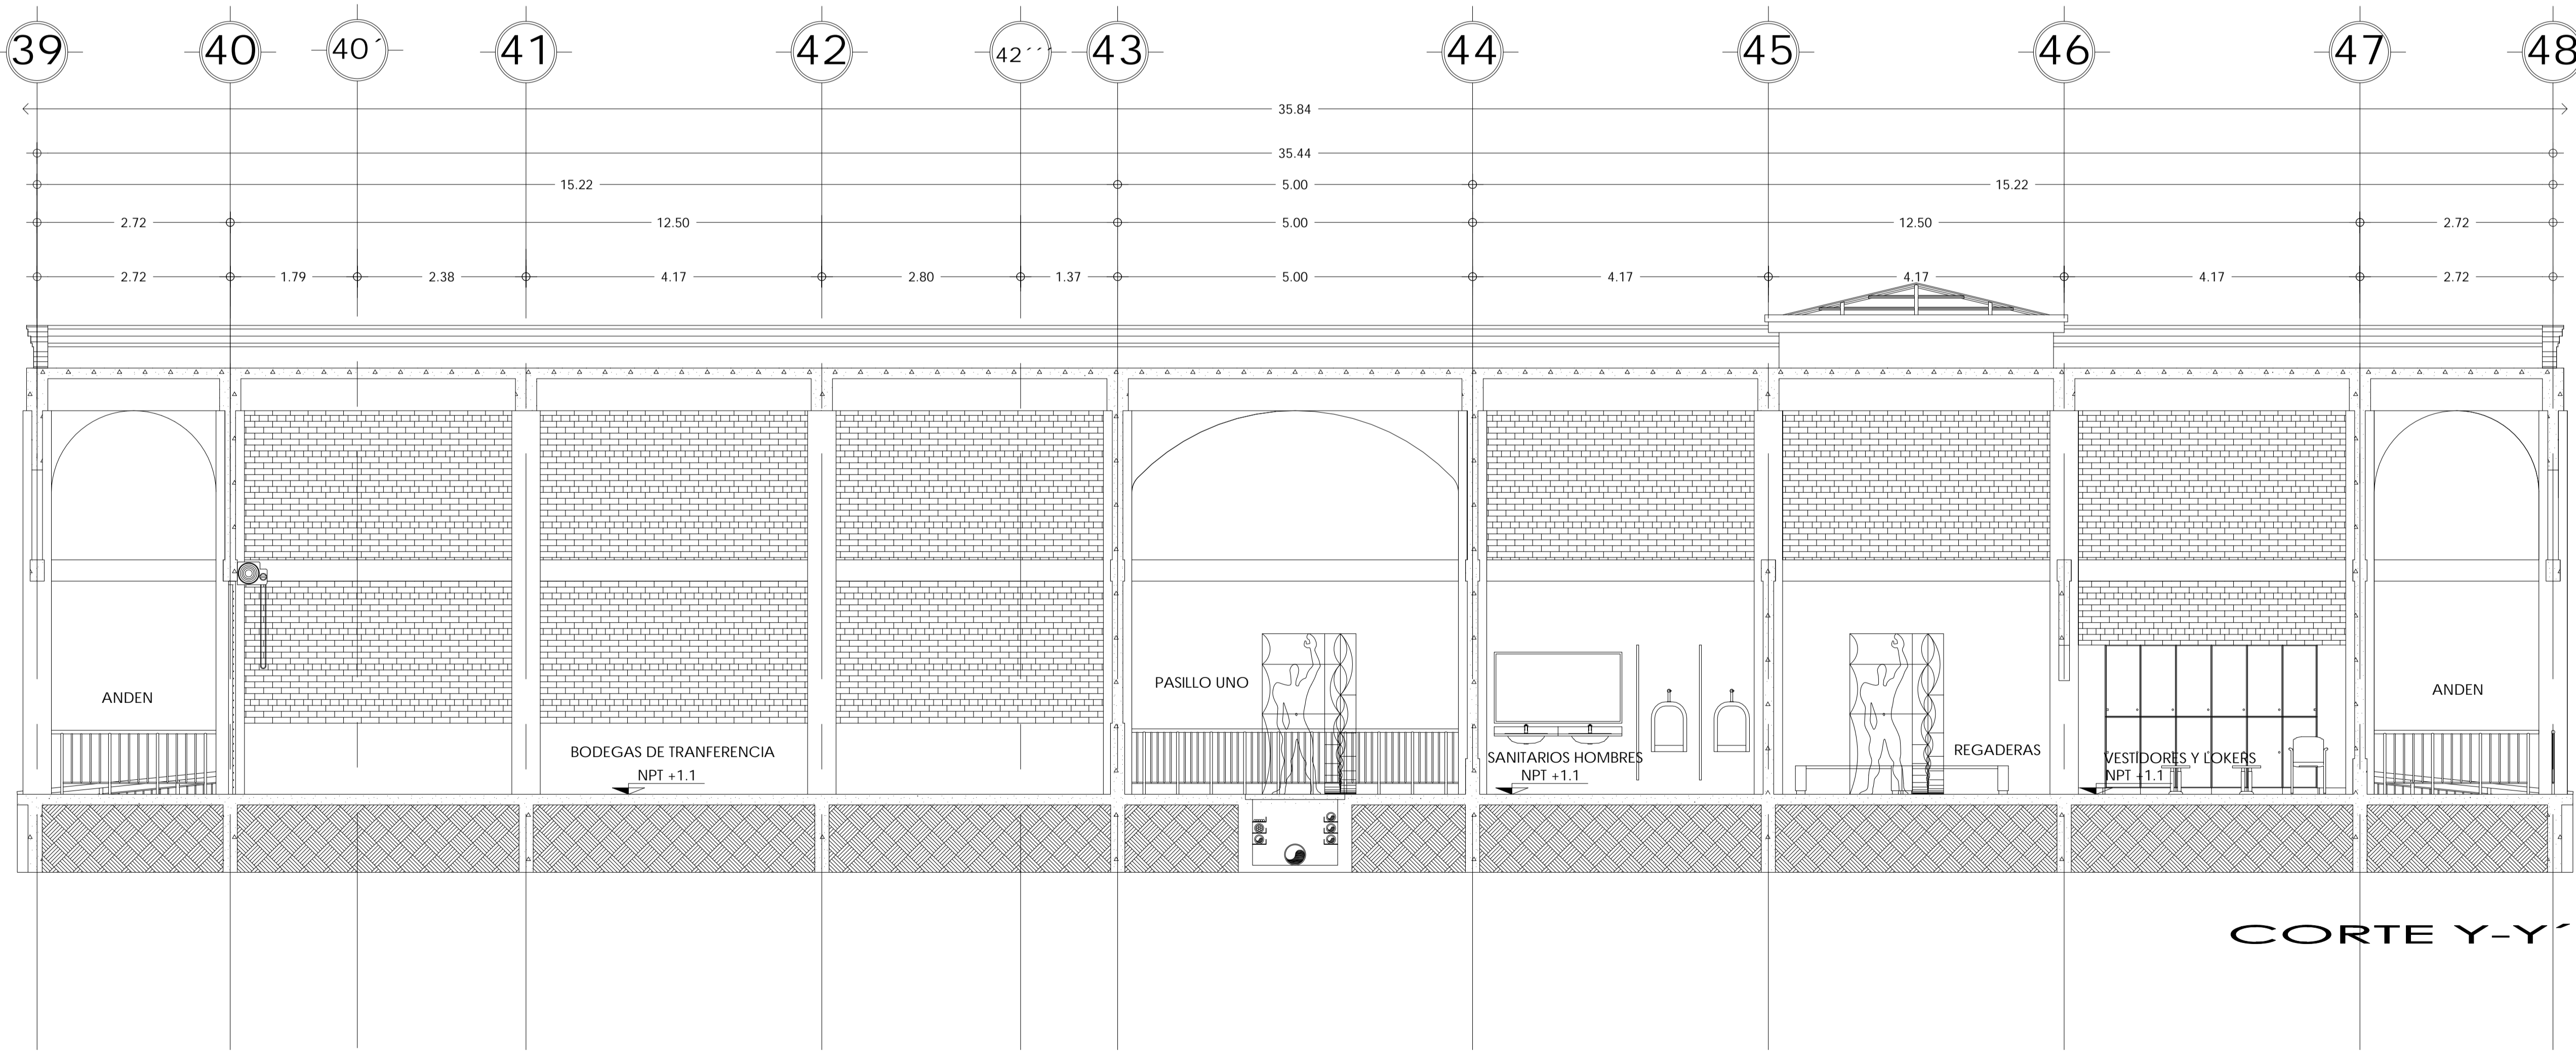 39 40 40´ 41 42 42´´´ 43 44 45 46 47 48
35.84
35.44
15.22 5.00 15.22
2.72 12.50 5.00 12.50 2.72
2.72 1.79 2.38 4.17 2.80 1.37 5.00 4.17 4.17 4.17 2.72
ANDEN
BODEGAS DE TRANFERENCIA
NPT +1.1
PASILLO UNO
SANITARIOS HOMBRES
NPT +1.1
REGADERAS
VESTIDORES Y LOKERS
NPT +1.1
ANDEN
CORTE Y-Y´